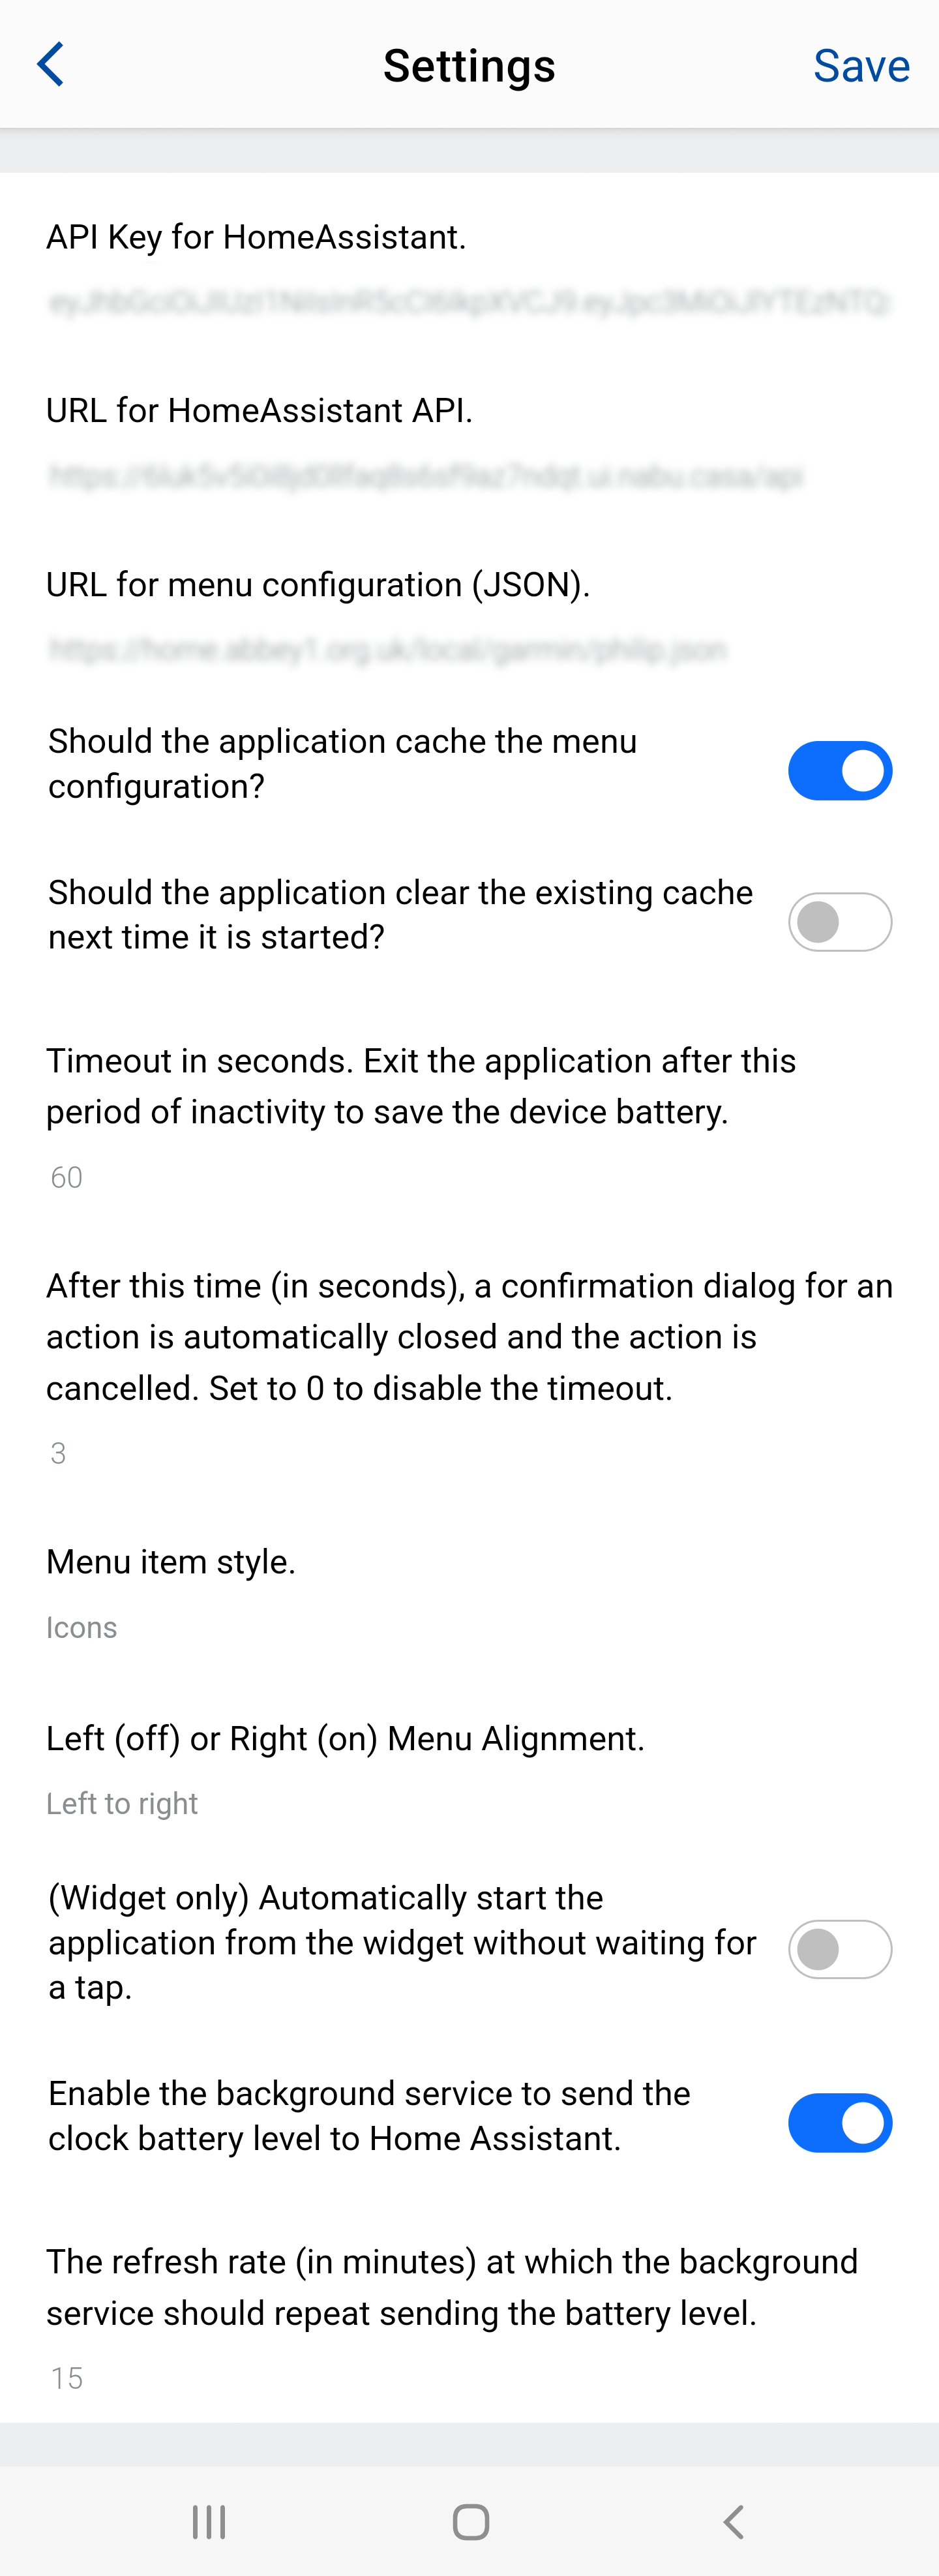 Settings
Save
API Key for HomeAssistant.
URL for HomeAssistant API.
URL for menu configuration (JSON).
Should the application cache the menu
configuration?
Should the application clear the existing cache
next time it is started?
Timeout in seconds. Exit the application after this
period of inactivity to save the device battery.
60
After this time (in seconds), a confirmation dialog for an
action is automatically closed and the action is
cancelled. Set to 0 to disable the timeout.
3
Menu item style.
Icons
Left (off) or Right (on) Menu Alignment.
Left to right
(Widget only) Automatically start the
application from the widget without waiting for
a tap.
Enable the background service to send the
clock battery level to Home Assistant.
The refresh rate (in minutes) at which the background
service should repeat sending the battery level.
15